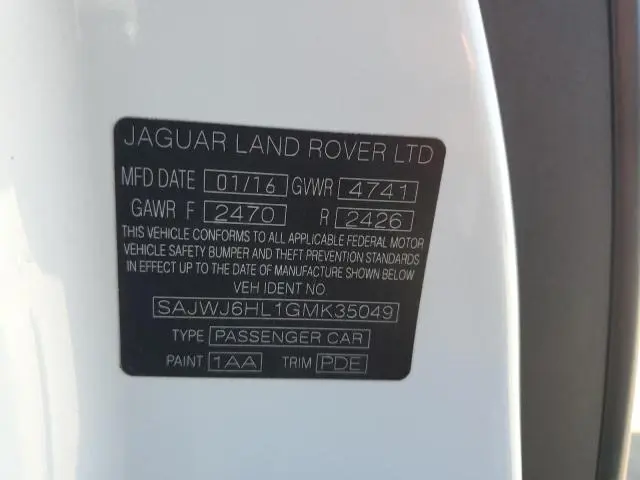 JAGUAR LAND ROVER LTD
MFD DATE 01/16 GVWR 4741
GAWR F 2470 R 2426
THIS VEHICLE CONFORMS TO ALL APPLICABLE FEDERAL MOTOR
VEHICLE SAFETY BUMPER AND THEFT PREVENTION STANDARDS
IN EFFECT UP TO THE DATE OF MANUFACTURE SHOWN BELOW
VEH IDENT NO.
SAJWJ6HL1GMK35049
TYPE PASSENGER CAR
PAINT 1AA TRIM PDE